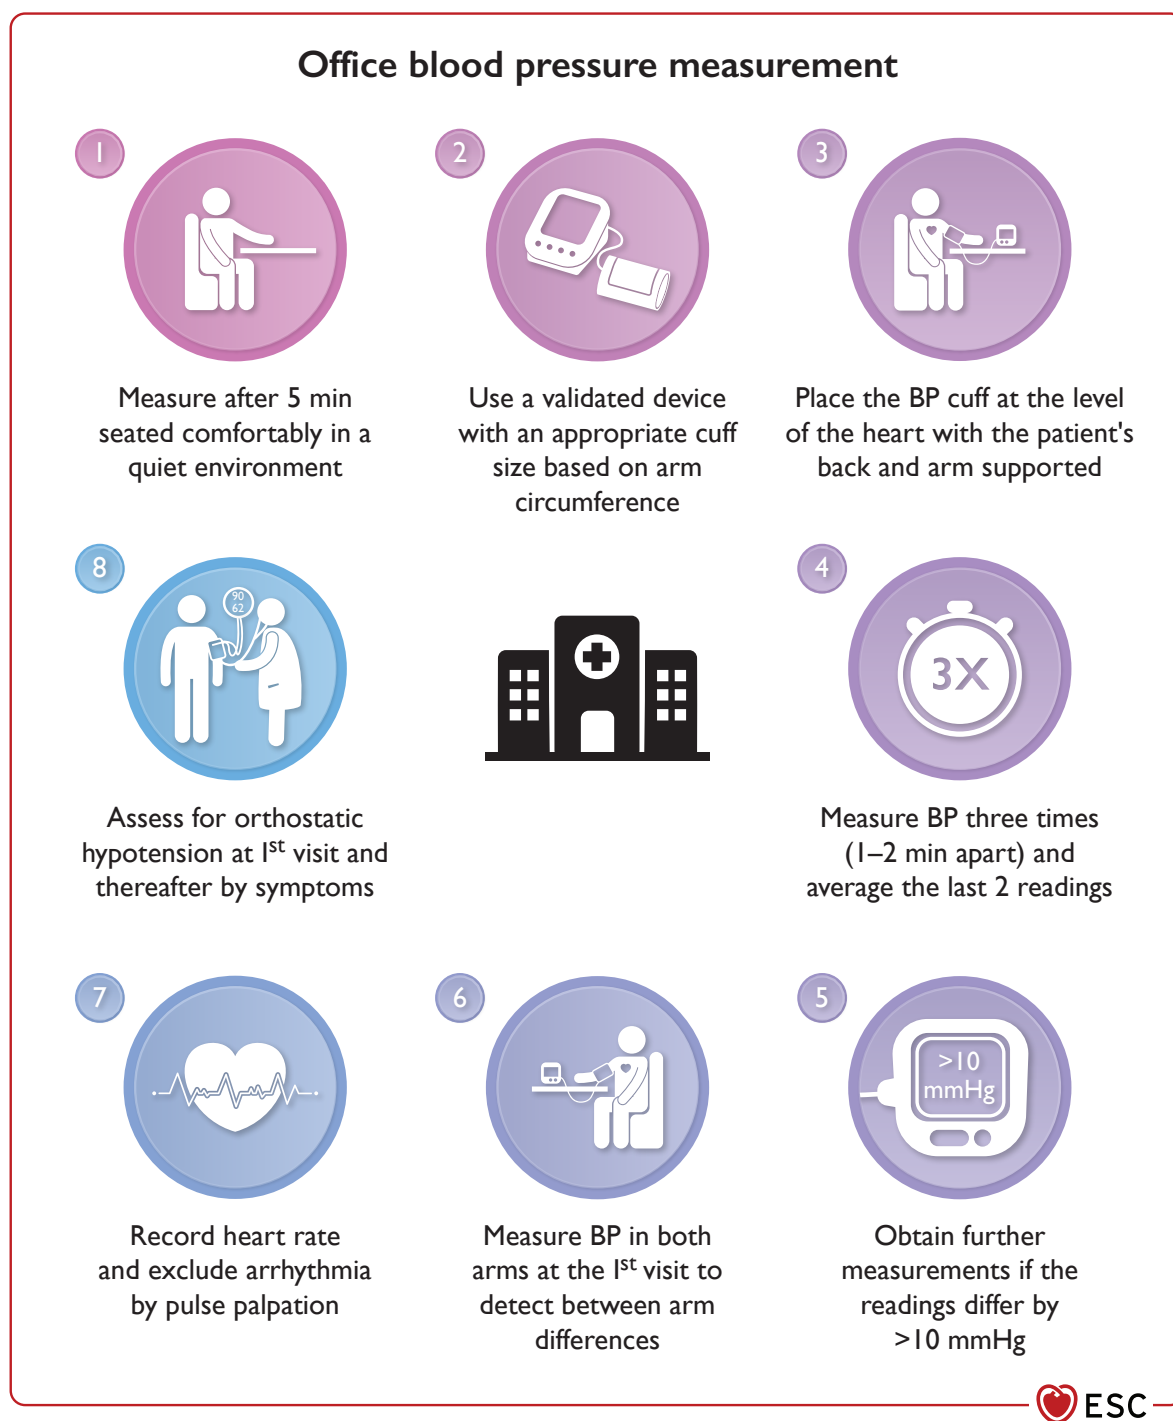 Office blood pressure measurement
1
Measure after 5 min
seated comfortably in a
quiet environment
2
Use a validated device
with an appropriate cuff
size based on arm
circumference
3
Place the BP cuff at the level
of the heart with the patient's
back and arm supported
4
3X
Measure BP three times
(1–2 min apart) and
average the last 2 readings
5
>10
mmHg
Obtain further
measurements if the
readings differ by
>10 mmHg
6
Measure BP in both
arms at the 1st visit to
detect between arm
differences
7
Record heart rate
and exclude arrhythmia
by pulse palpation
8
90
62
Assess for orthostatic
hypotension at 1st visit and
thereafter by symptoms
ESC